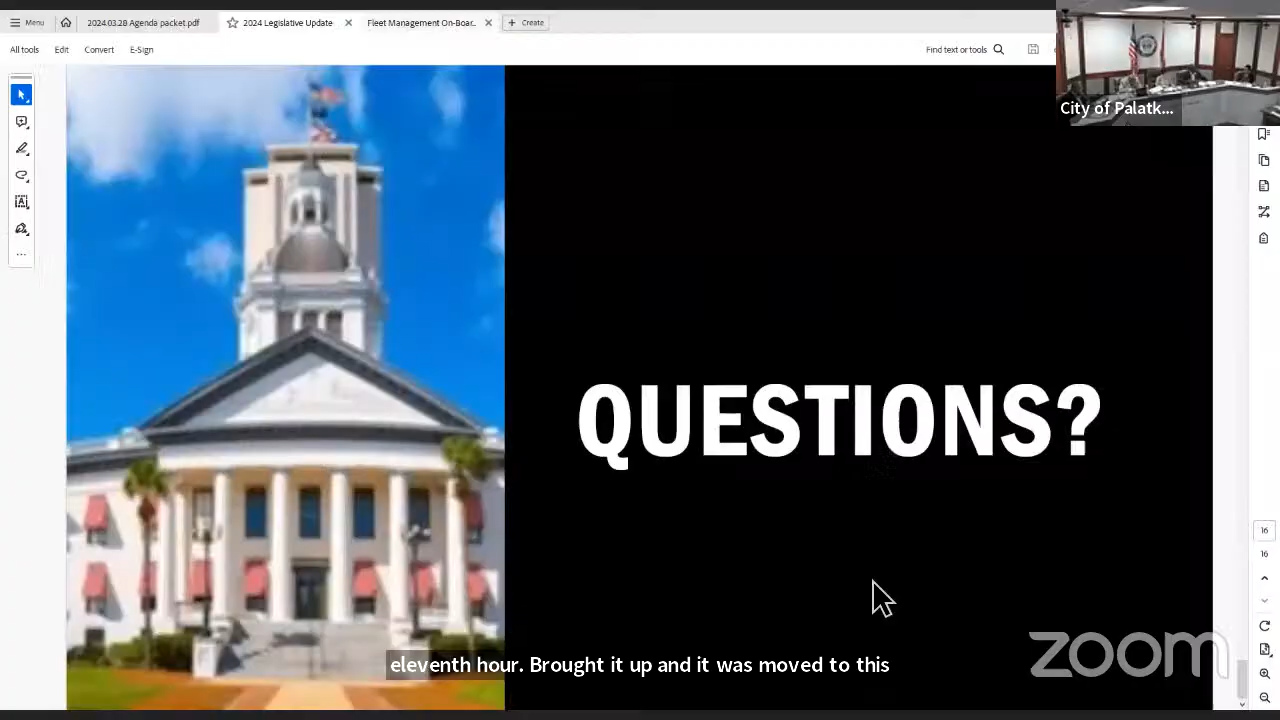 Menu
2024.03.28 Agenda packet.pdf
2024 Legislative Update
Fleet Management On-Boar...
Create
All tools
Edit
Convert
E-Sign
Find text or tools
City of Palatk...
QUESTIONS?
16
16
eleventh hour. Brought it up and it was moved to this
zoom